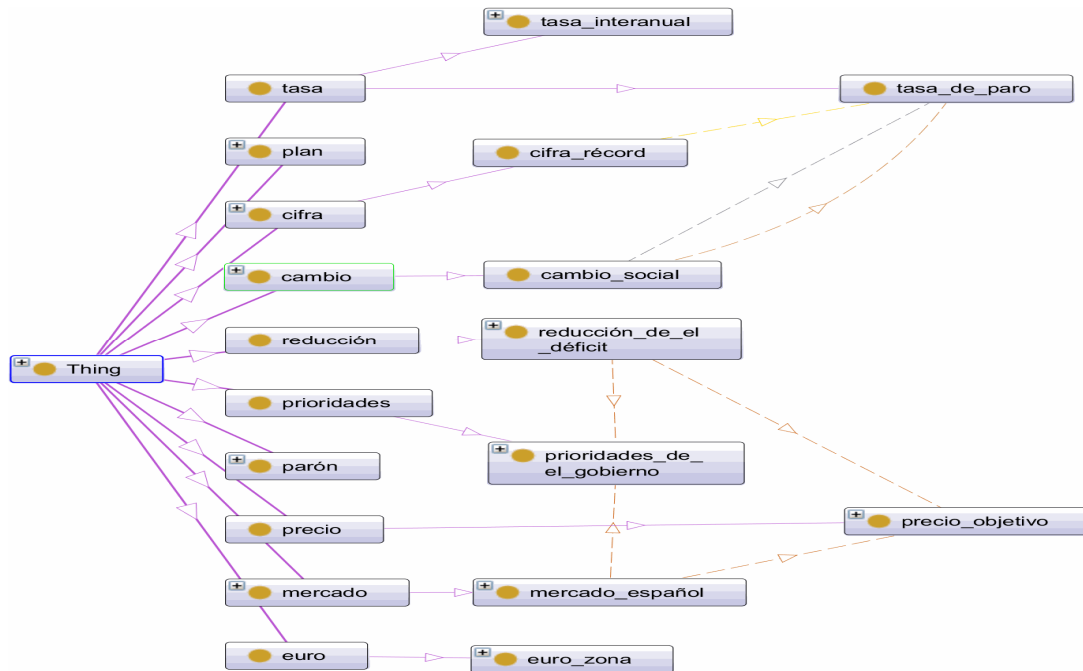 tasa_interanual
tasa
tasa_de_paro
plan
cifra_récord
cifra
cambio
cambio_social
reducción
reducción_de_el
_déficit
Thing
prioridades
prioridades_de_
el_gobierno
parón
precio
precio_objetivo
mercado
mercado_español
euro
euro_zona